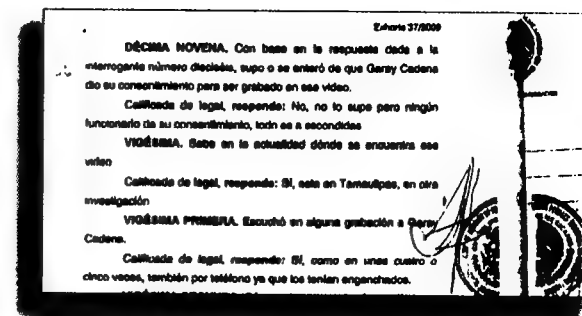 Exhorto 37/2009
DÉCIMA NOVENA. Con base en la respuesta dada a la
interrogante número dieciséis, supo o se enteró de que Garay Cadena
dio su consentimiento para ser grabado en ese video.
Calificada de legal, responde: No, no lo supe pero ningún
funcionario da su consentimiento, todo es a escondidas
VIGÉSIMA. Sabe en la actualidad dónde se encuentra ese
video
Calificada de legal, responde: Sí, esta en Tamaulipas, en otra
investigación
VIGÉSIMA PRIMERA. Escuchó en alguna grabación a Garay
Cadena.
Calificada de legal, responde: Sí, como en unas cuatro o
cinco veces, también por teléfono ya que los tenían enganchados.